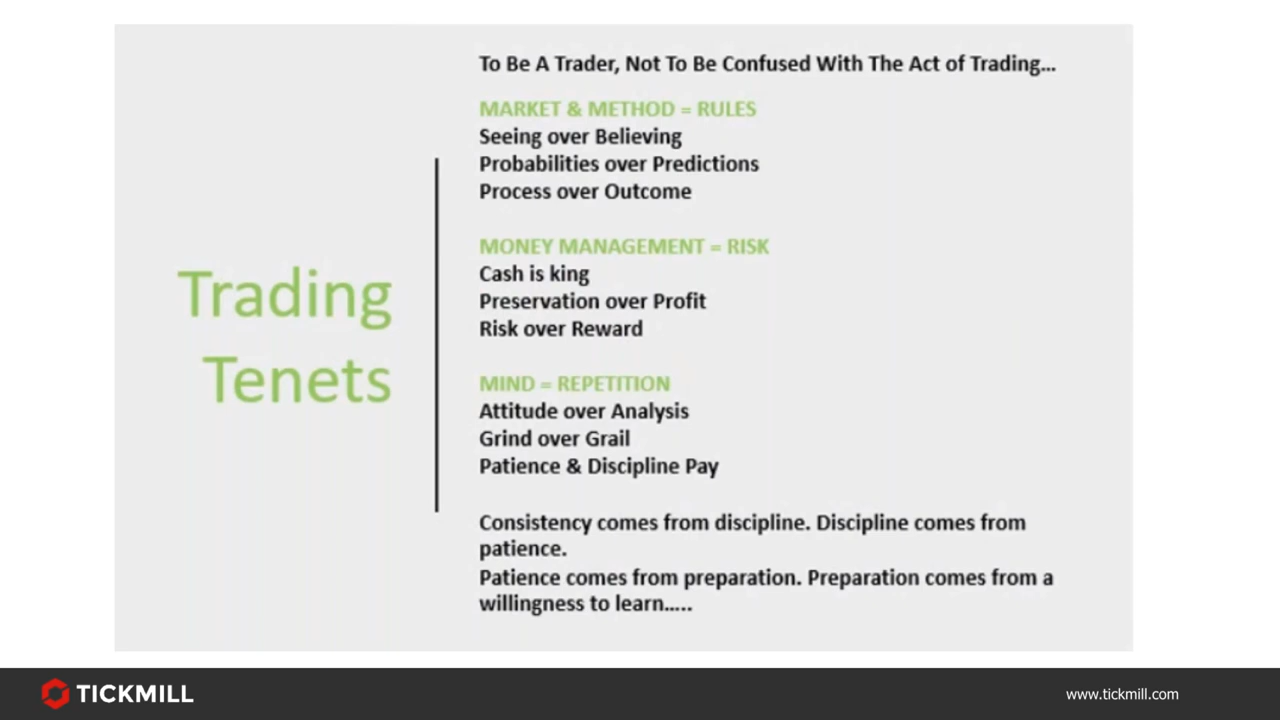 Trading
Tenets
To Be A Trader, Not To Be Confused With The Act of Trading...
MARKET & METHOD = RULES
Seeing over Believing
Probabilities over Predictions
Process over Outcome
MONEY MANAGEMENT = RISK
Cash is king
Preservation over Profit
Risk over Reward
MIND = REPETITION
Attitude over Analysis
Grind over Grail
Patience & Discipline Pay
Consistency comes from discipline. Discipline comes from
patience.
Patience comes from preparation. Preparation comes from a
willingness to learn.....
TICKMILL
www.tickmill.com